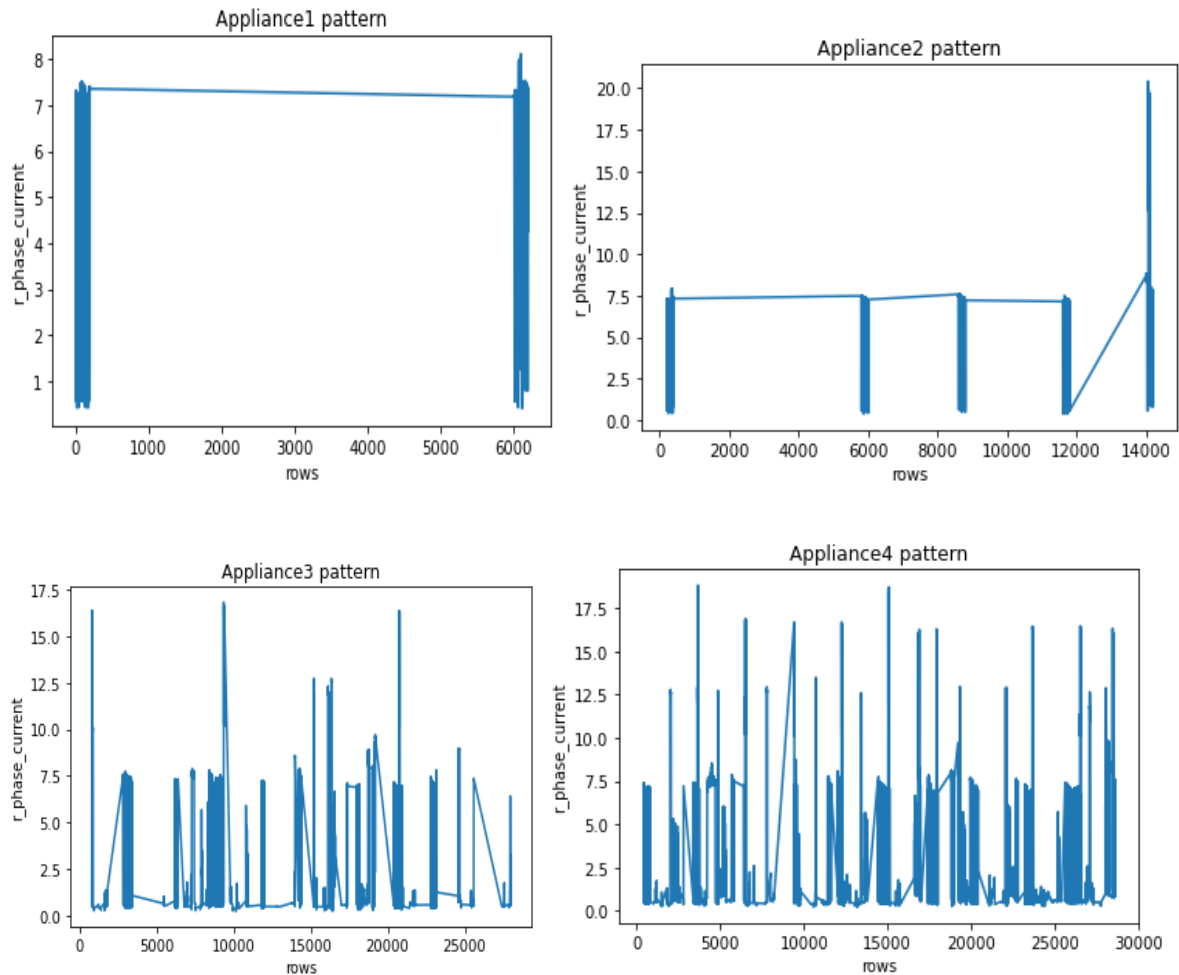 Appliance1 pattern
8
7
6
5
4
3
2
1
r_phase_current
0 1000 2000 3000 4000 5000 6000
rows
Appliance2 pattern
20.0
17.5
15.0
12.5
10.0
7.5
5.0
2.5
0.0
r_phase_current
0 2000 4000 6000 8000 10000 12000 14000
rows
Appliance3 pattern
17.5
15.0
12.5
10.0
7.5
5.0
2.5
0.0
r_phase_current
0 5000 10000 15000 20000 25000
rows
Appliance4 pattern
17.5
15.0
12.5
10.0
7.5
5.0
2.5
0.0
r_phase_current
0 5000 10000 15000 20000 25000 30000
rows